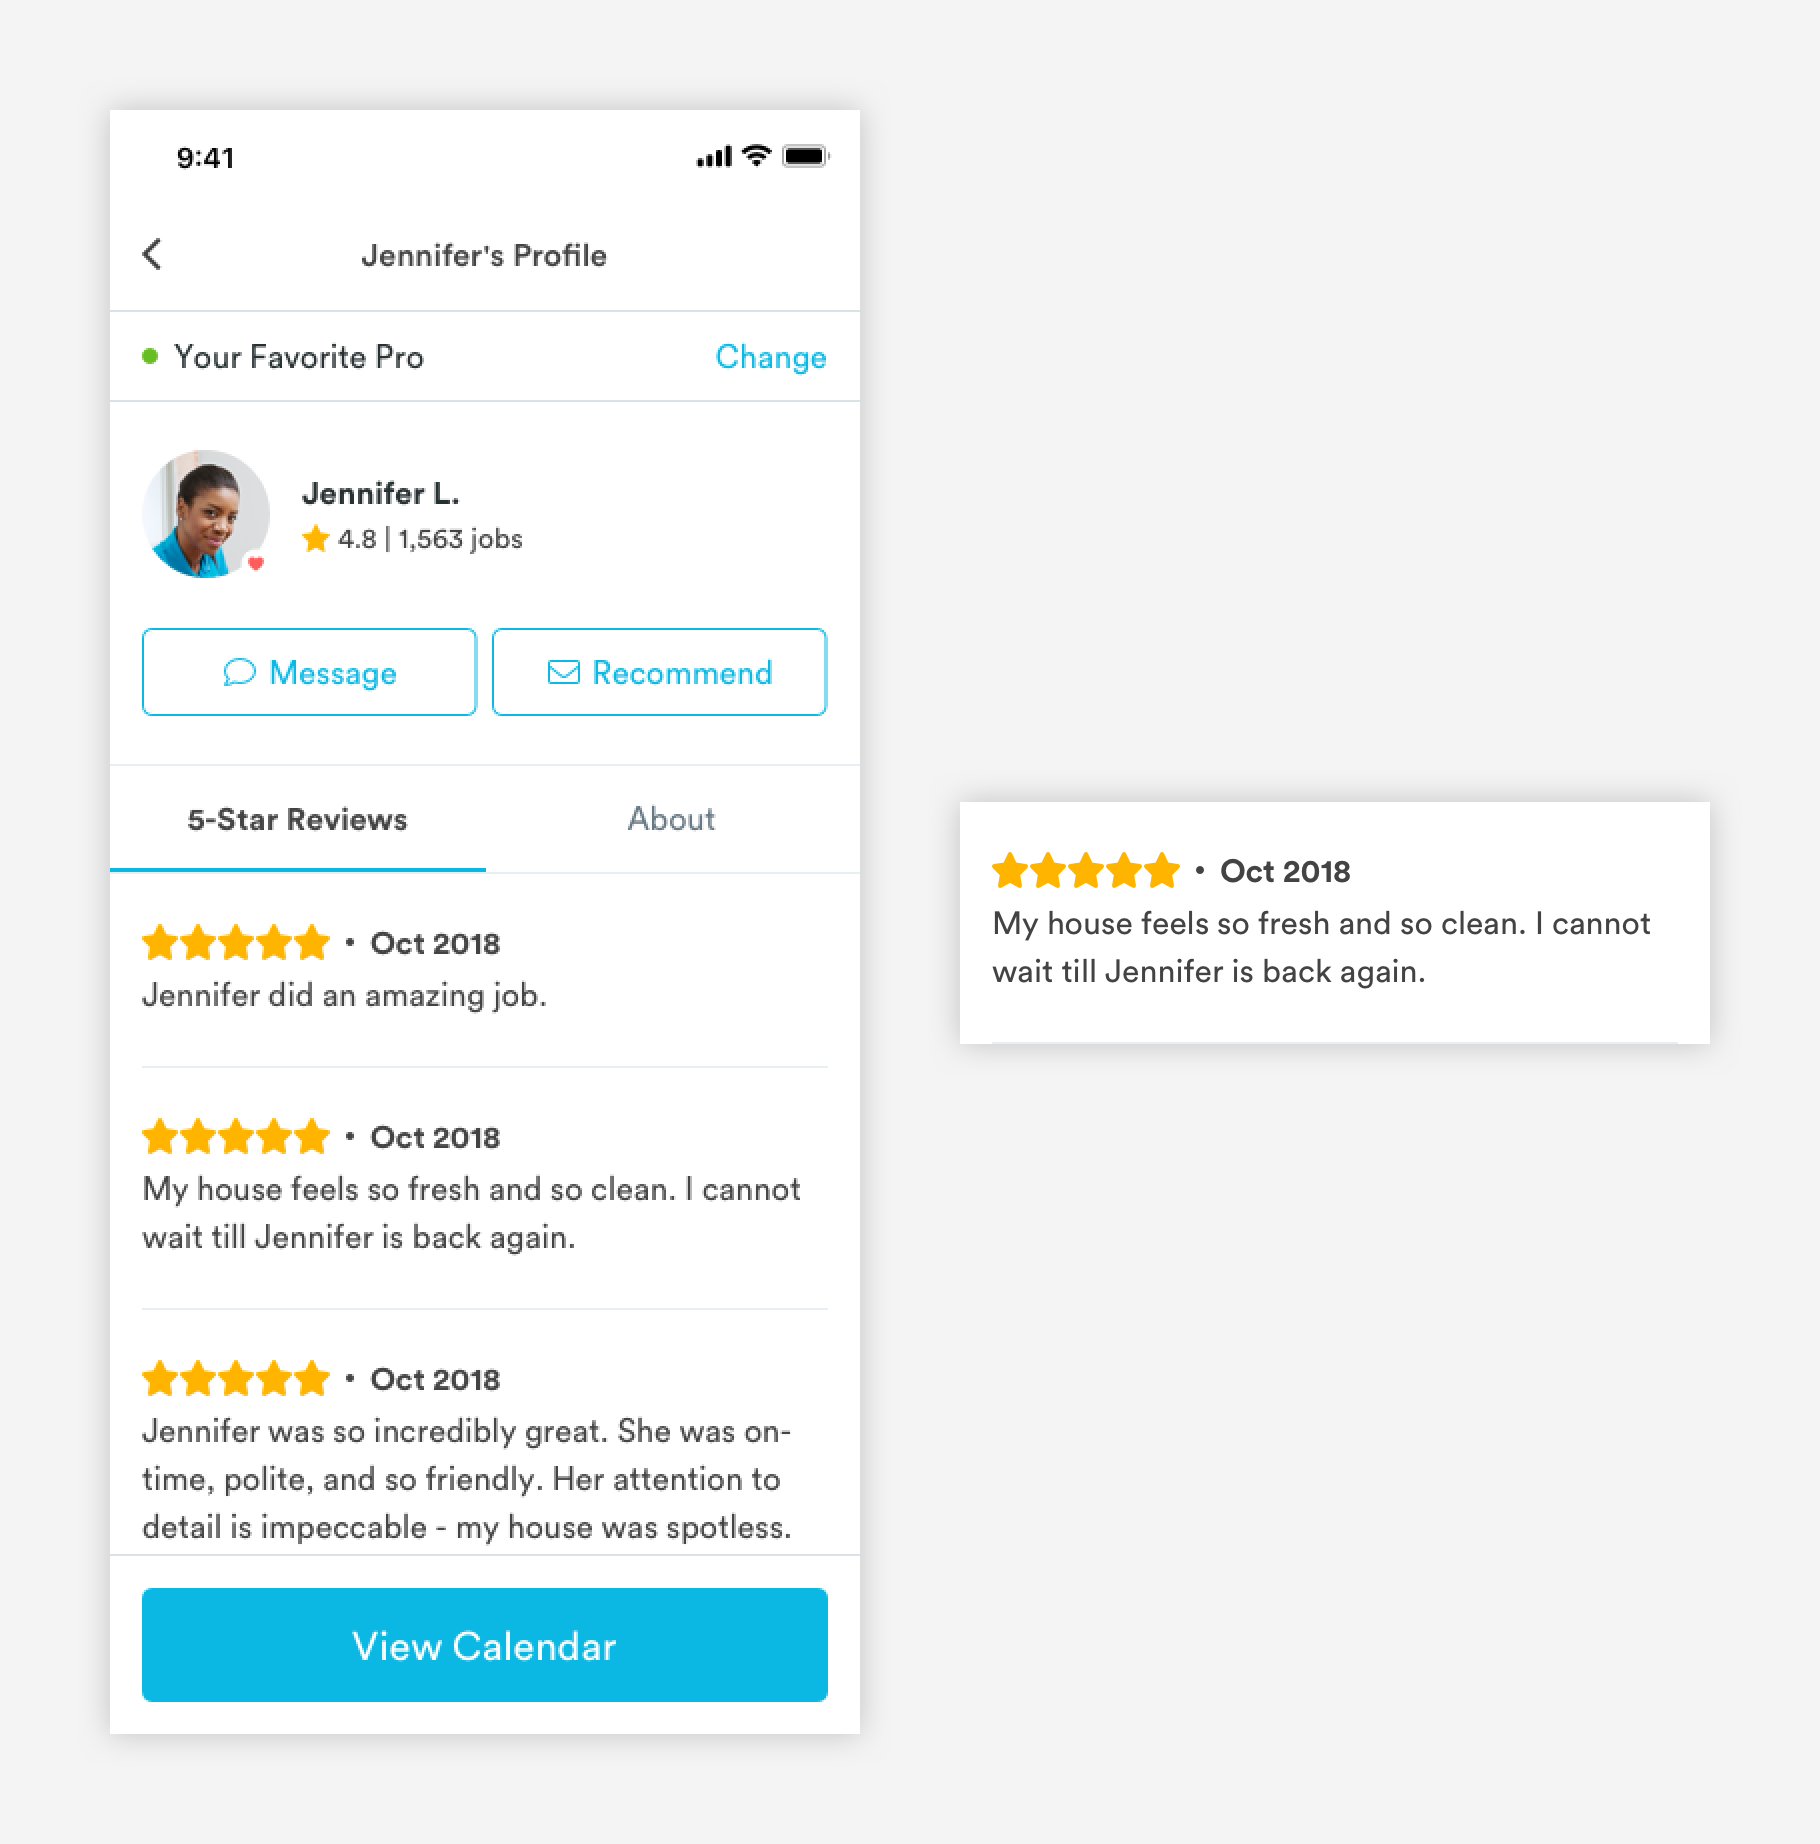 9:41
Jennifer's Profile
Your Favorite Pro
Change
Jennifer L.
4.8 | 1,563 jobs
Message
Recommend
5-Star Reviews
About
• Oct 2018
Jennifer did an amazing job.
• Oct 2018
My house feels so fresh and so clean. I cannot
wait till Jennifer is back again.
• Oct 2018
Jennifer was so incredibly great. She was on-
time, polite, and so friendly. Her attention to
detail is impeccable - my house was spotless.
View Calendar
• Oct 2018
My house feels so fresh and so clean. I cannot
wait till Jennifer is back again.